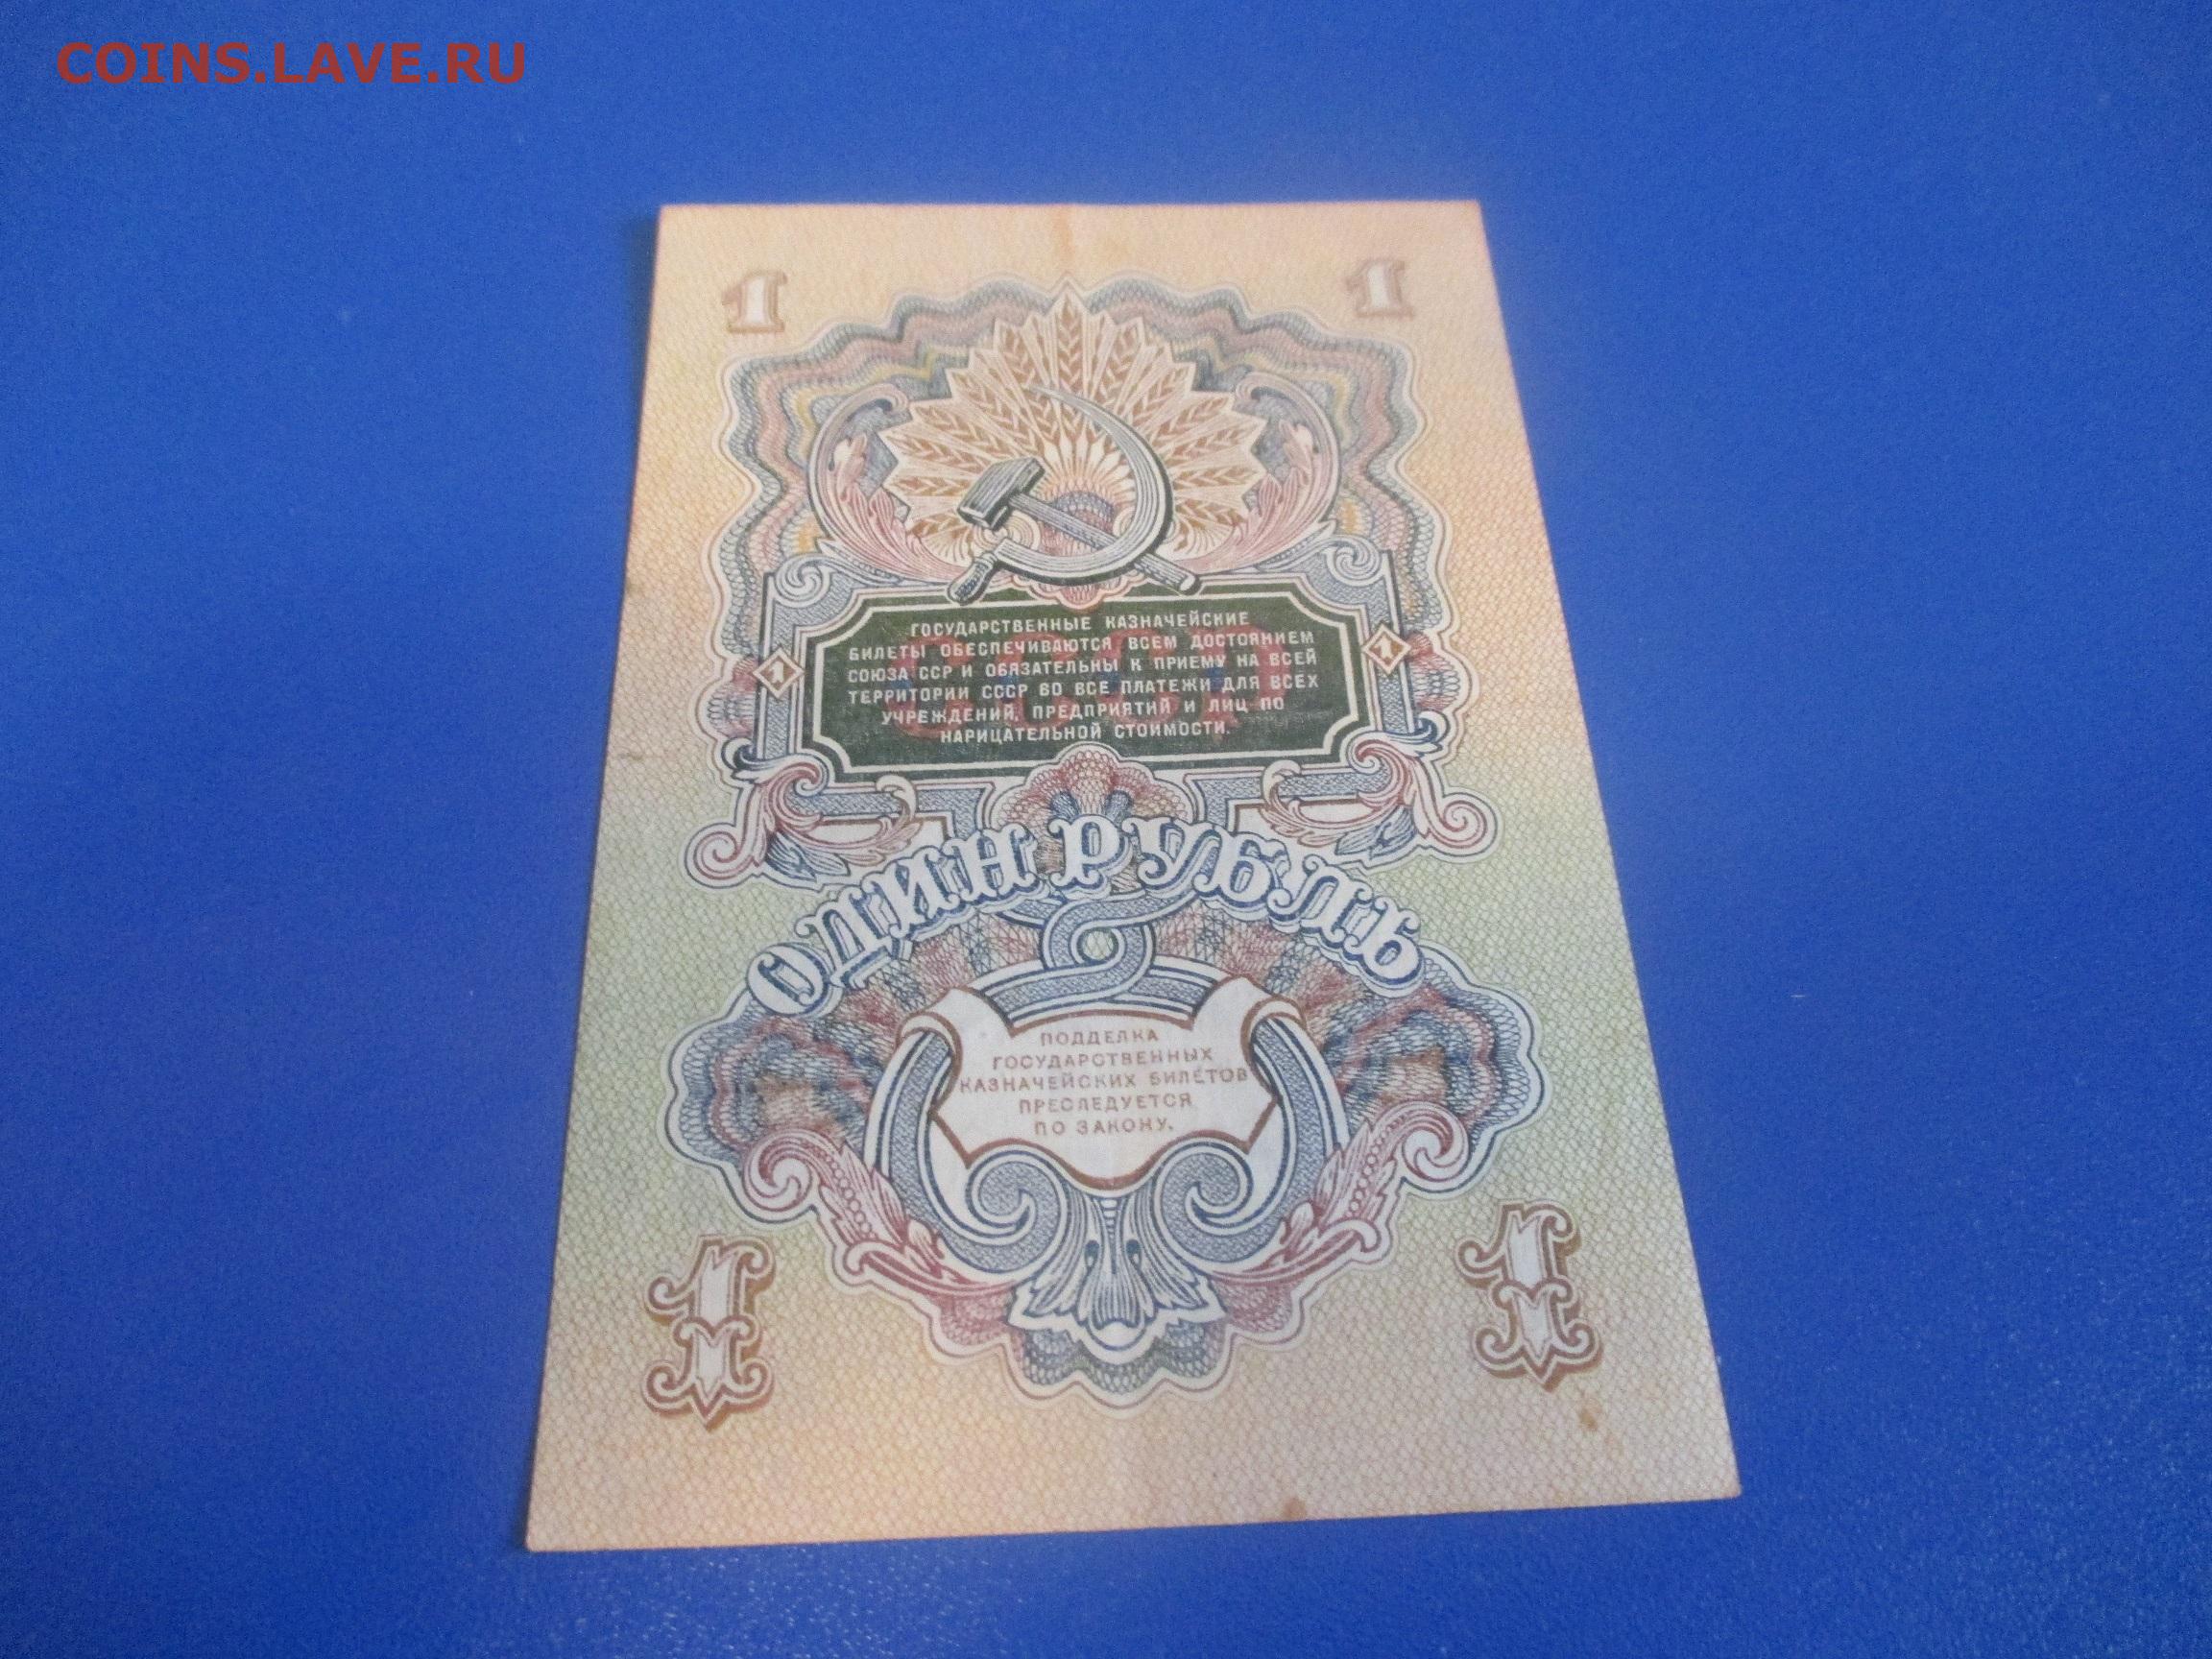 COINS.LAVE.RU
1 1
ГОСУДАРСТВЕННЫЕ КАЗНАЧЕЙСКИЕ
БИЛЕТЫ ОБЕСПЕЧИВАЮТСЯ ВСЕМ ДОСТОЯНИЕМ
СОЮЗА ССР И ОБЯЗАТЕЛЬНЫ К ПРИЕМУ НА ВСЕЙ
1 ТЕРРИТОРИИ СССР ВО ВСЕ ПЛАТЕЖИ ДЛЯ ВСЕХ 1
УЧРЕЖДЕНИЙ, ПРЕДПРИЯТИЙ И ЛИЦ ПО
НАРИЦАТЕЛЬНОЙ СТОИМОСТИ.
СССР
ОДИН РУБЛЬ
ПОДДЕЛКА
ГОСУДАРСТВЕННЫХ
КАЗНАЧЕЙСКИХ БИЛЕТОВ
ПРЕСЛЕДУЕТСЯ
ПО ЗАКОНУ.
1 1